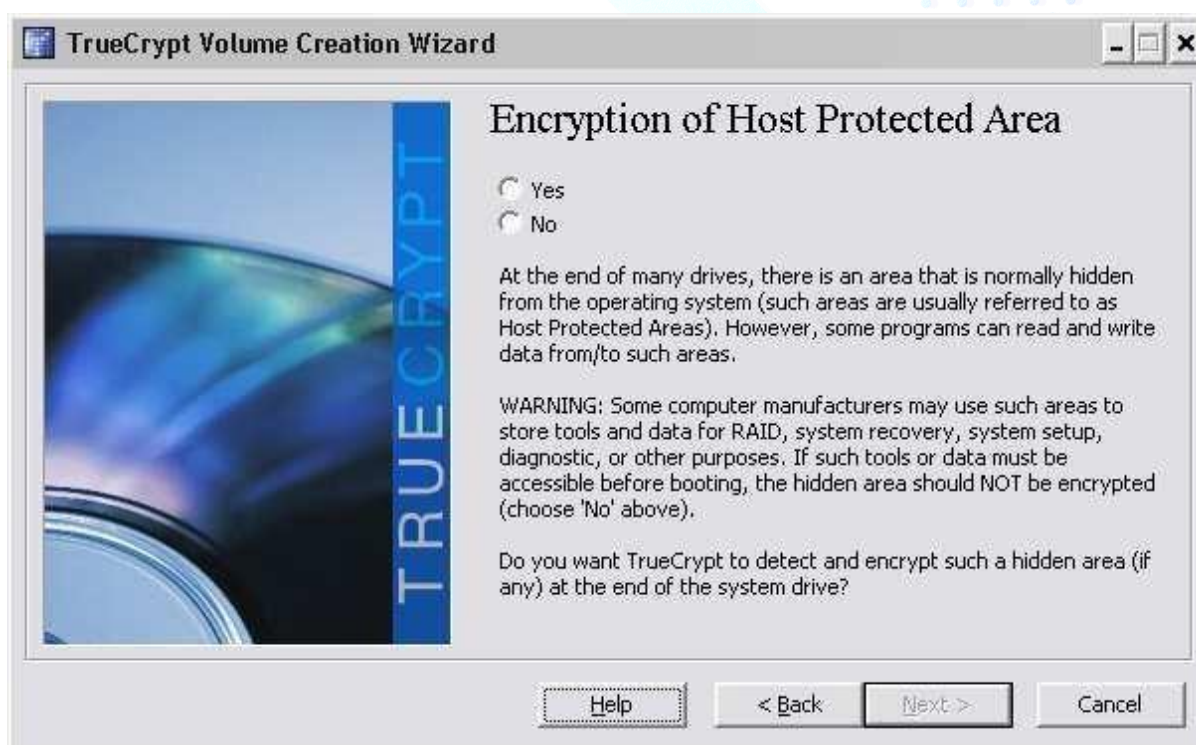 TrueCrypt Volume Creation Wizard
TRUECRYPT
Encryption of Host Protected Area
Yes
No
At the end of many drives, there is an area that is normally hidden
from the operating system (such areas are usually referred to as
Host Protected Areas). However, some programs can read and write
data from/to such areas.
WARNING: Some computer manufacturers may use such areas to
store tools and data for RAID, system recovery, system setup,
diagnostic, or other purposes. If such tools or data must be
accessible before booting, the hidden area should NOT be encrypted
(choose 'No' above).
Do you want TrueCrypt to detect and encrypt such a hidden area (if
any) at the end of the system drive?
Help
< Back
Next >
Cancel